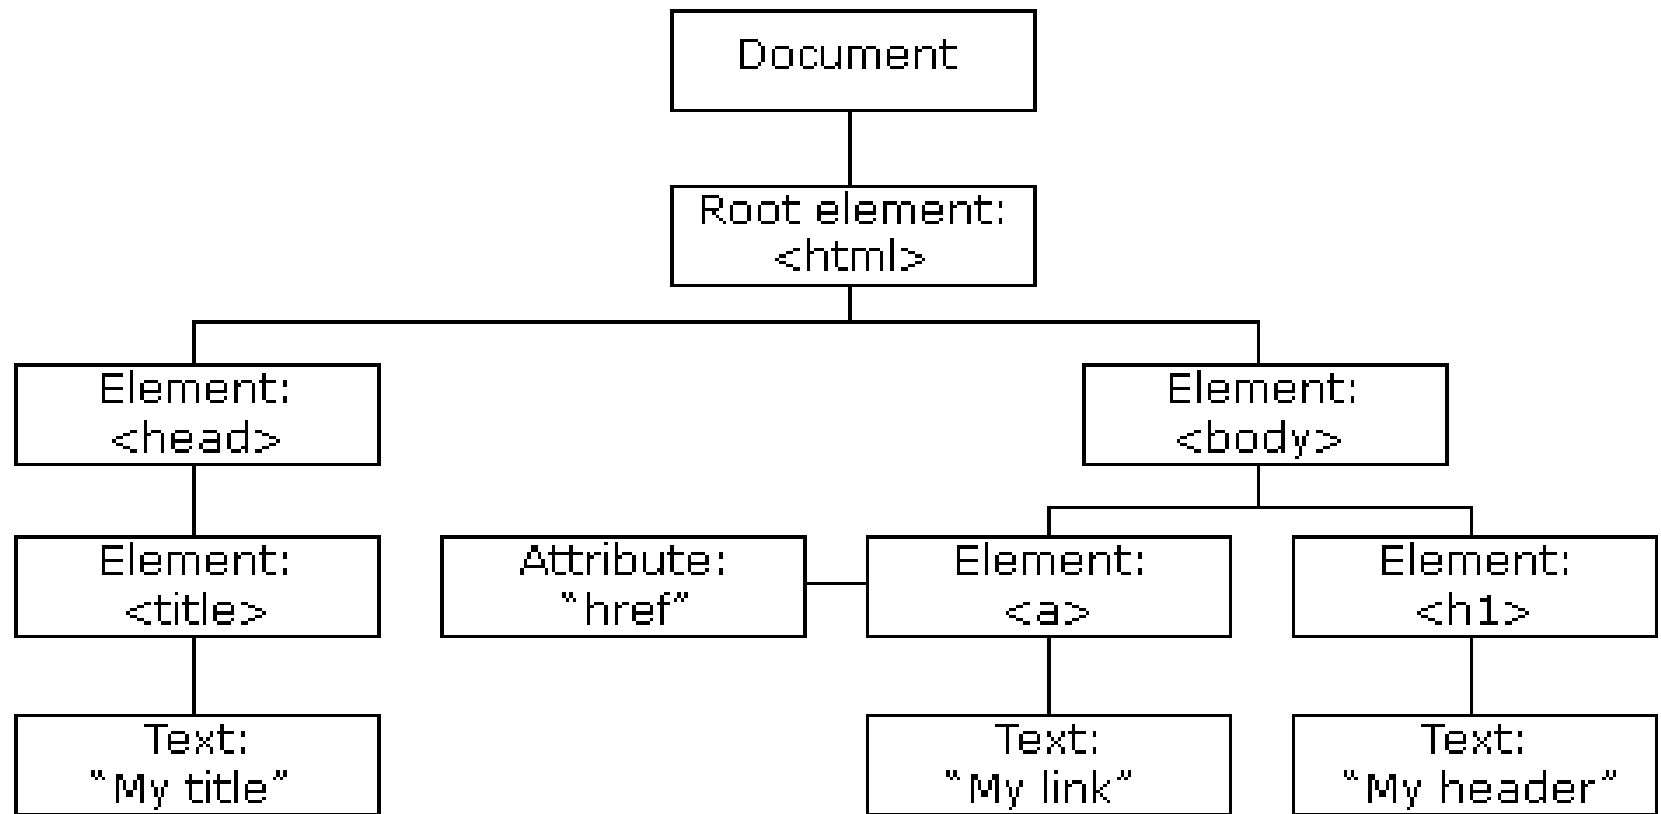 Document
Root element:
<html>
Element:
<head>
Element:
<body>
Element:
<title>
Attribute:
“href”
Element:
<a>
Element:
<h1>
Text:
“My title”
Text:
“My link”
Text:
“My header”